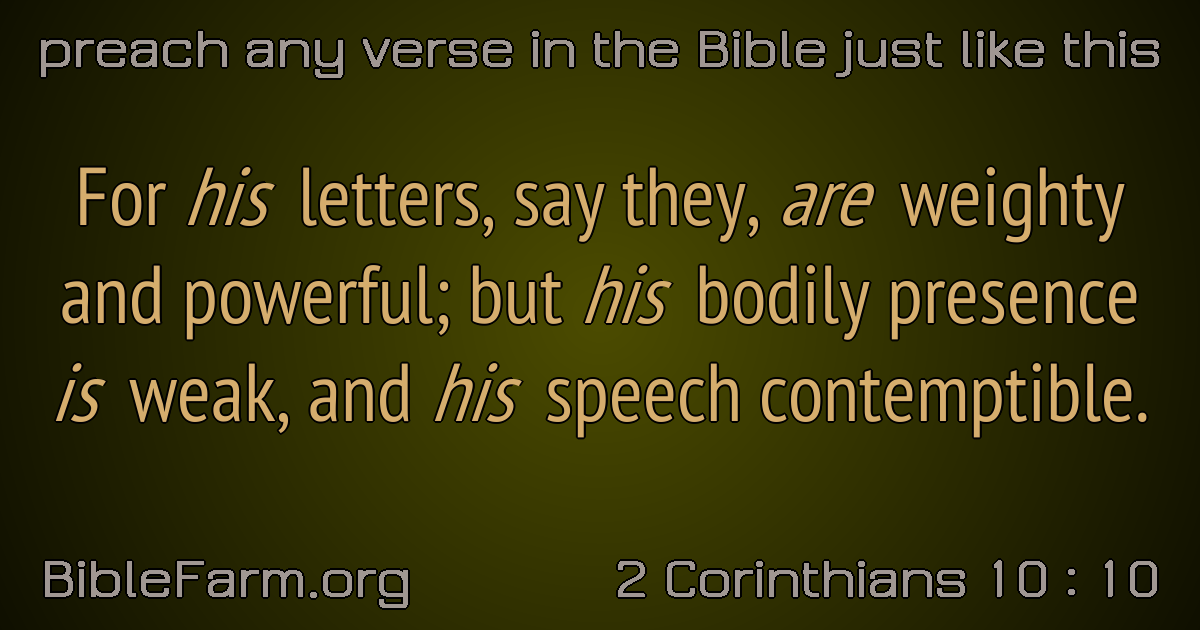 preach any verse in the Bible just like this
For his letters, say they, are weighty
and powerful; but his bodily presence
is weak, and his speech contemptible.
BibleFarm.org
2 Corinthians 10 : 10